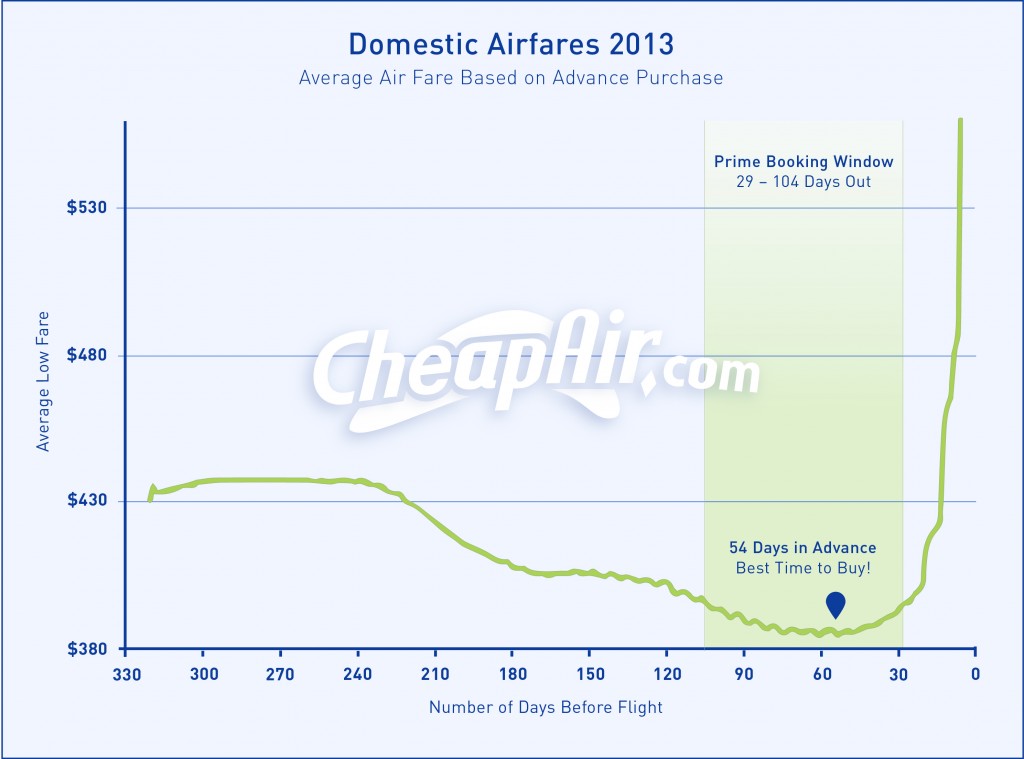 Domestic Airfares 2013
Average Air Fare Based on Advance Purchase
Prime Booking Window
29 – 104 Days Out
$530
$480
$430
$380
Average Low Fare
CheapAir.com
54 Days in Advance
Best Time to Buy!
330 300 270 240 210 180 150 120 90 60 30 0
Number of Days Before Flight